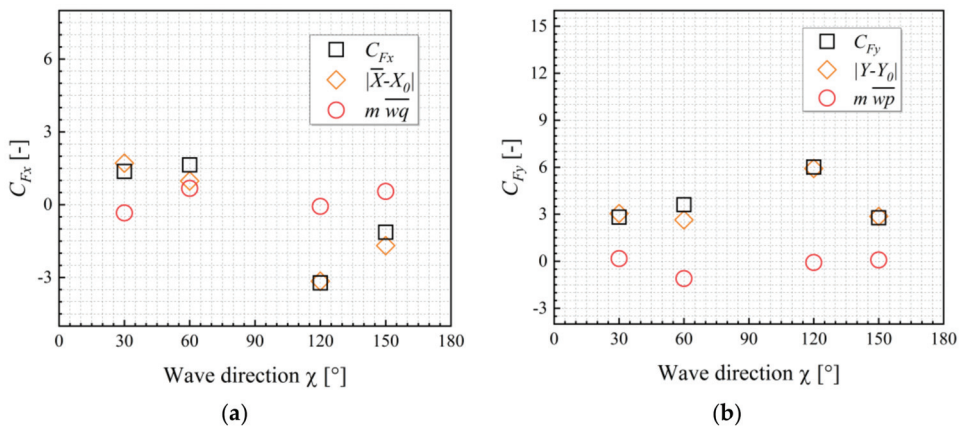 6
3
0
-3
C_Fx [-]
C_Fx
|X̅-X_0|
m w̅q̅
0 30 60 90 120 150 180
Wave direction χ [°]
(a)
15
12
9
6
3
0
-3
C_Fy [-]
C_Fy
|Y-Y_0|
m w̅p̅
0 30 60 90 120 150 180
Wave direction χ [°]
(b)